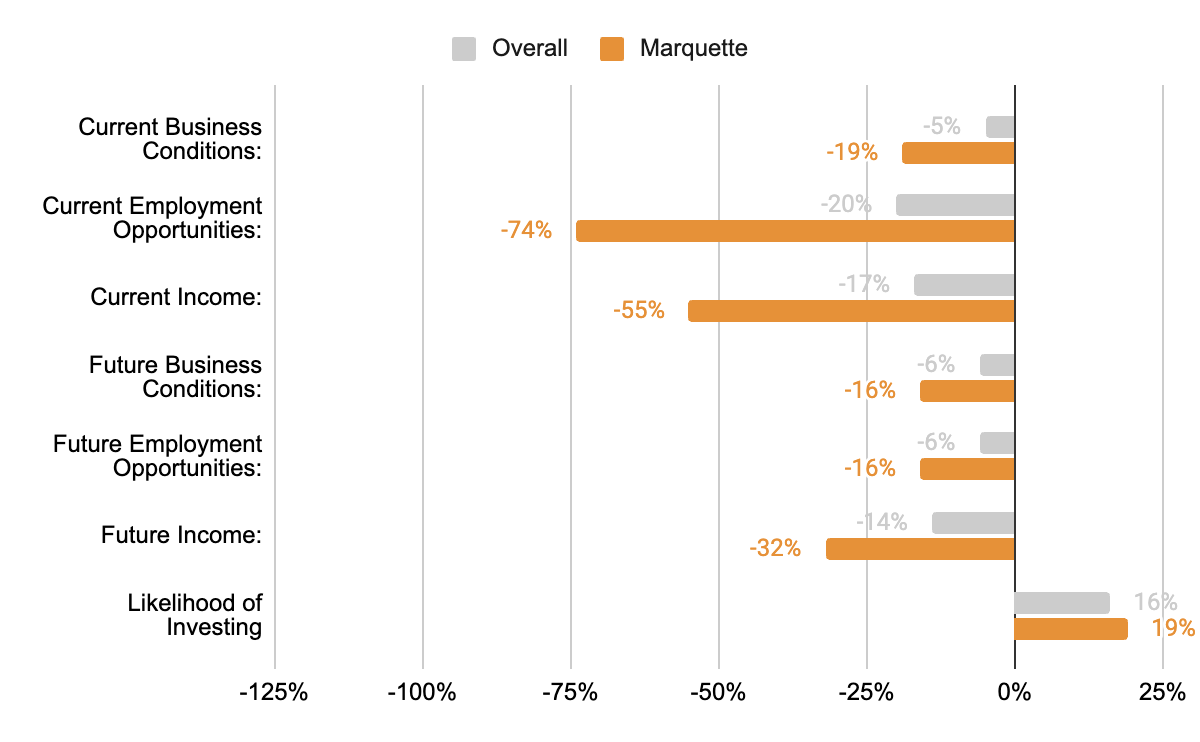 Overall Marquette
Current Business
Conditions:
-5%
-19%
Current Employment
Opportunities:
-20%
-74%
Current Income:
-17%
-55%
Future Business
Conditions:
-6%
-16%
Future Employment
Opportunities:
-6%
-16%
Future Income:
-14%
-32%
Likelihood of
Investing
16%
19%
-125% -100% -75% -50% -25% 0% 25%